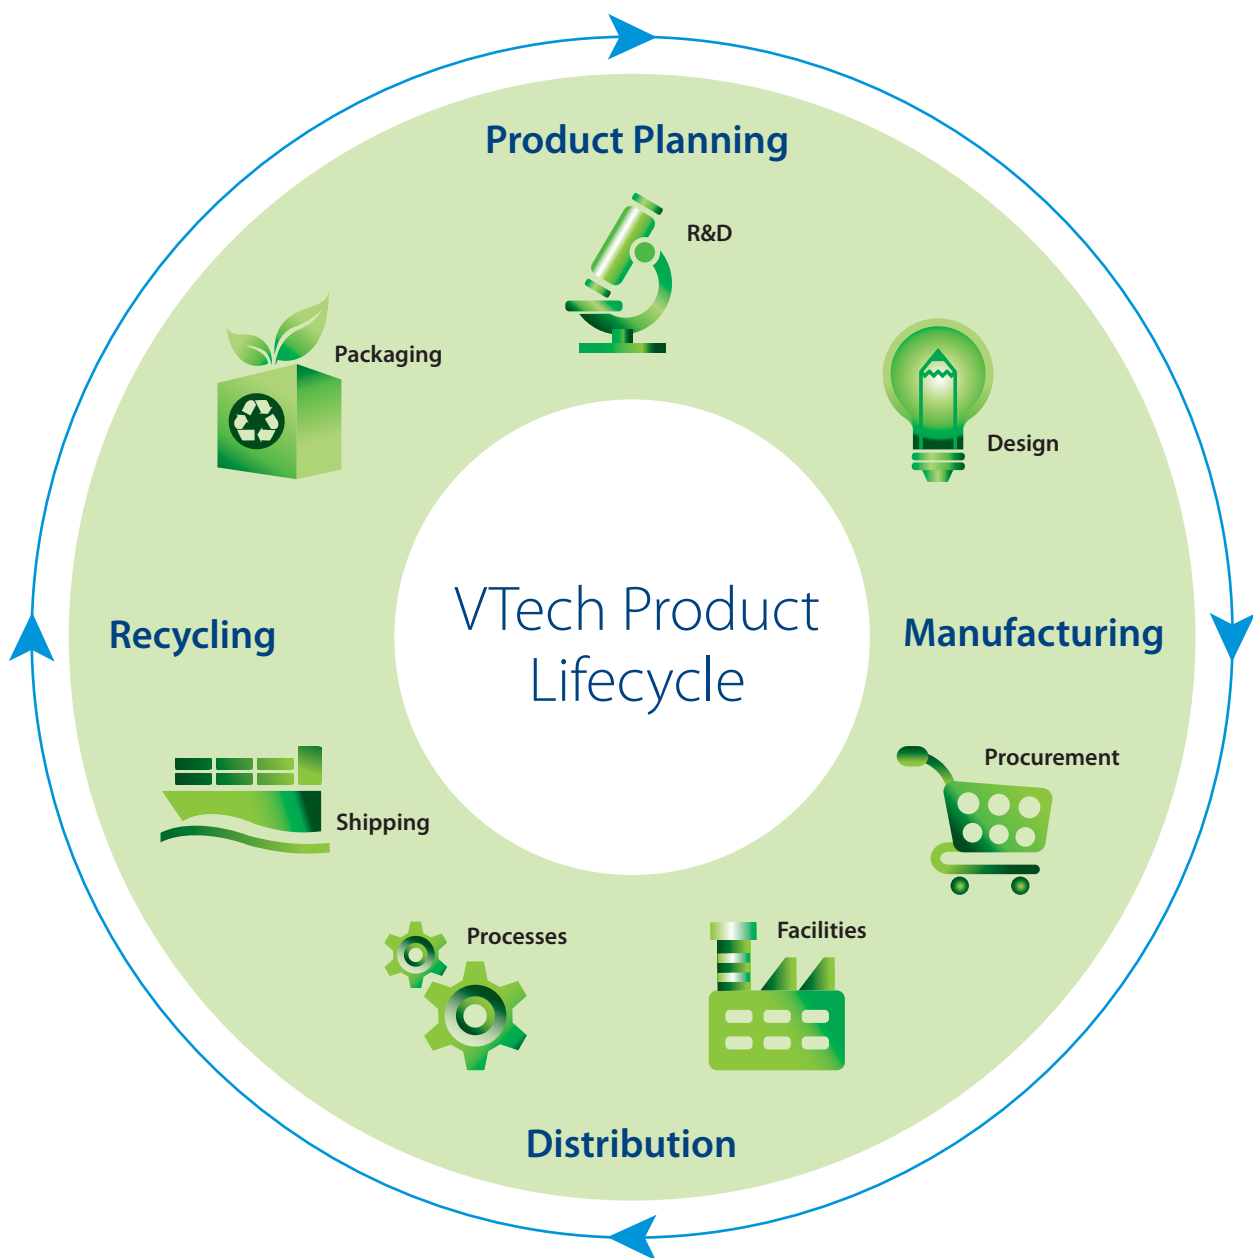 Product Planning
R&D
Packaging
Design
VTech Product
Lifecycle
Recycling
Manufacturing
Procurement
Shipping
Processes
Facilities
Distribution